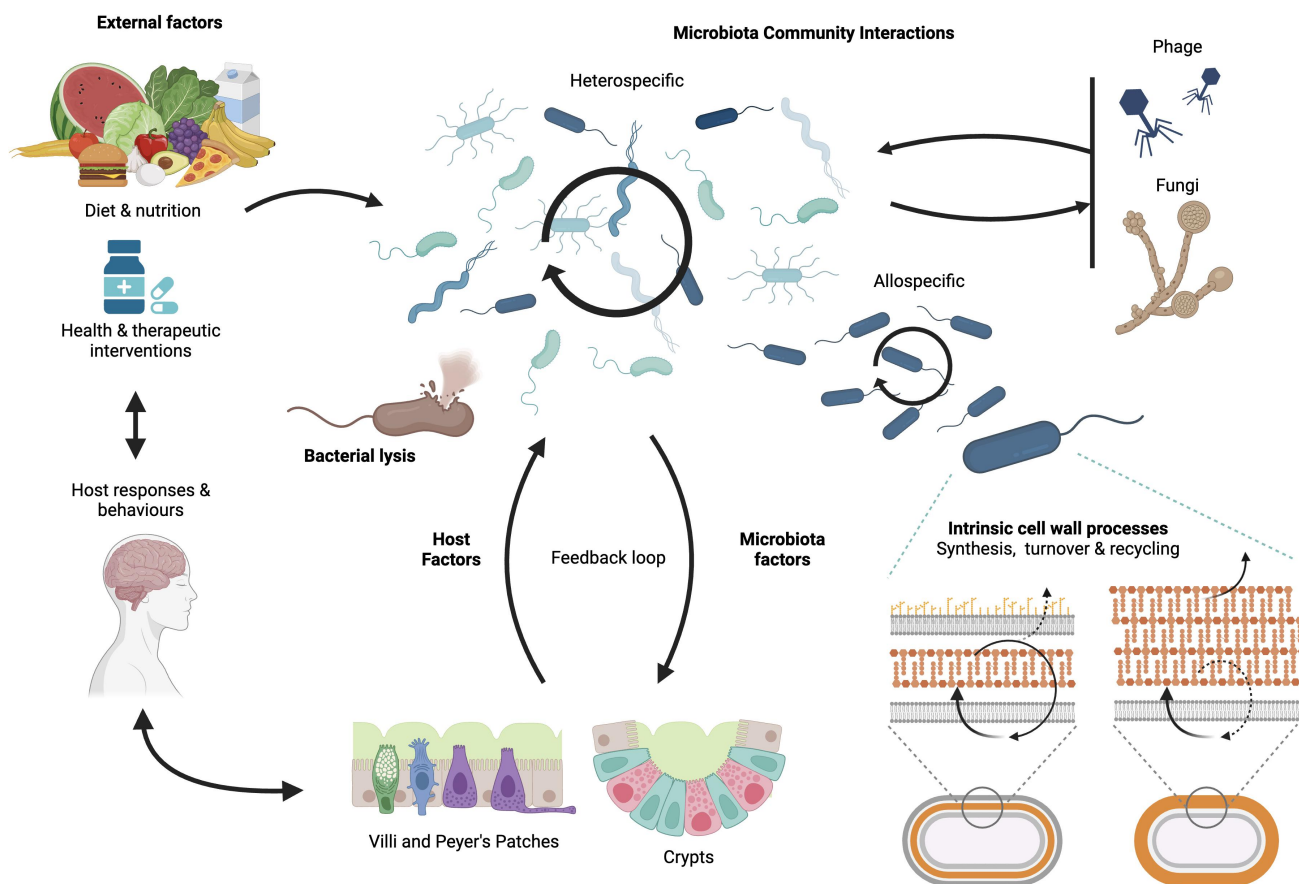 External factors
Diet & nutrition
Health & therapeutic
interventions
Host responses &
behaviours
Microbiota Community Interactions
Heterospecific
Allospecific
Phage
Fungi
Bacterial lysis
Host
Factors
Feedback loop
Microbiota
factors
Villi and Peyer's Patches
Crypts
Intrinsic cell wall processes
Synthesis, turnover & recycling